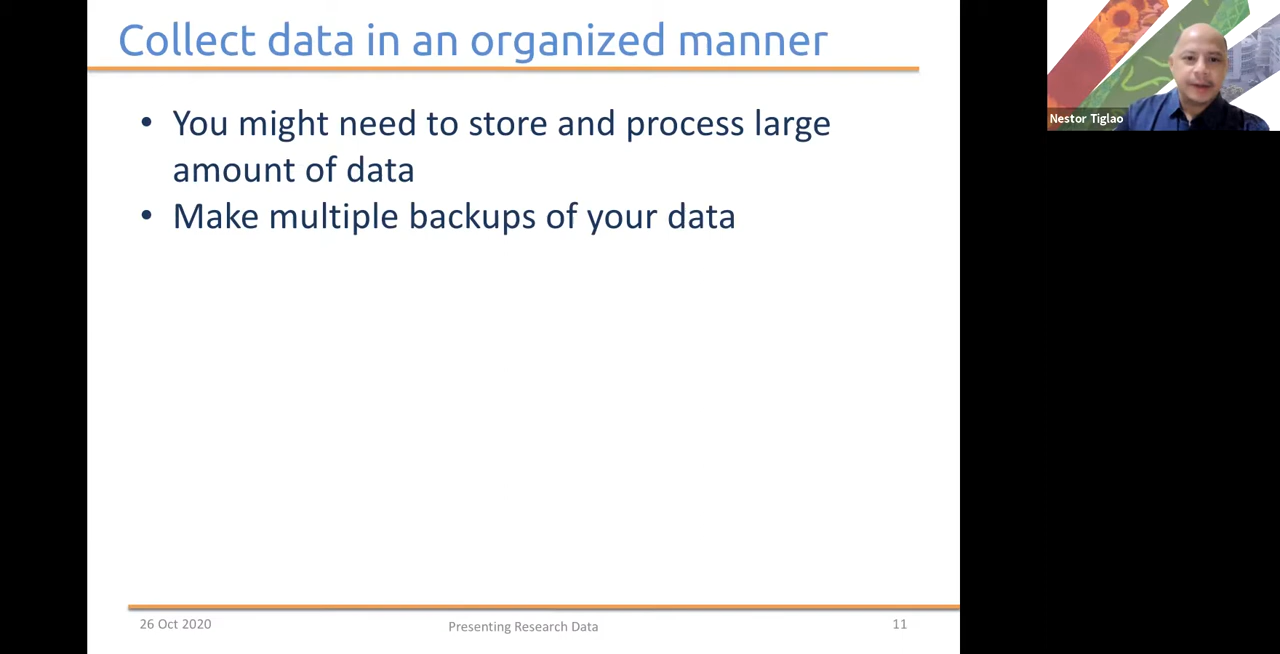 Collect data in an organized manner
• You might need to store and process large
amount of data
• Make multiple backups of your data
26 Oct 2020
Presenting Research Data
11
Nestor Tiglao